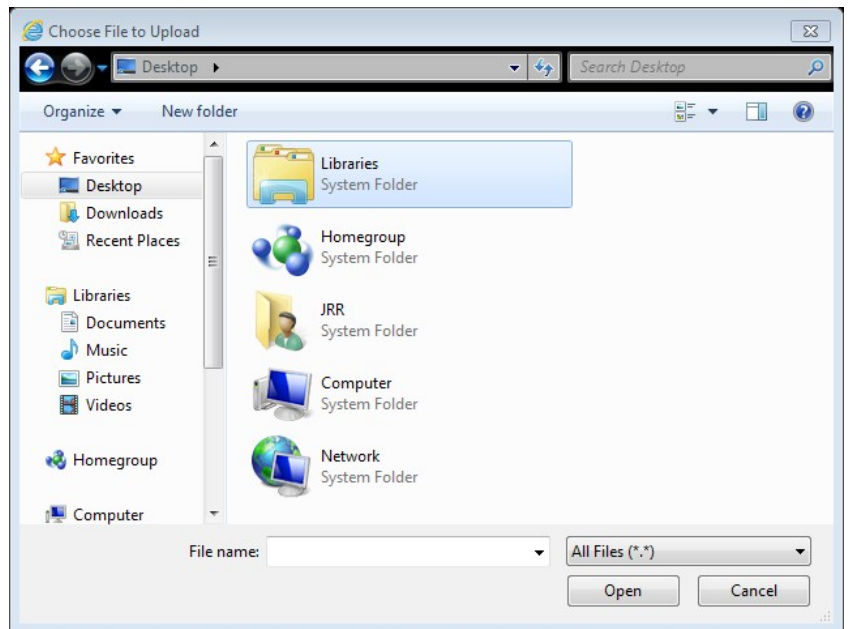 Choose File to Upload
Desktop
Search Desktop
Organize
New folder
Favorites
Desktop
Downloads
Recent Places
Libraries
Documents
Music
Pictures
Videos
Homegroup
Computer
Libraries
System Folder
Homegroup
System Folder
JRR
System Folder
Computer
System Folder
Network
System Folder
File name:
All Files (*.*)
Open
Cancel